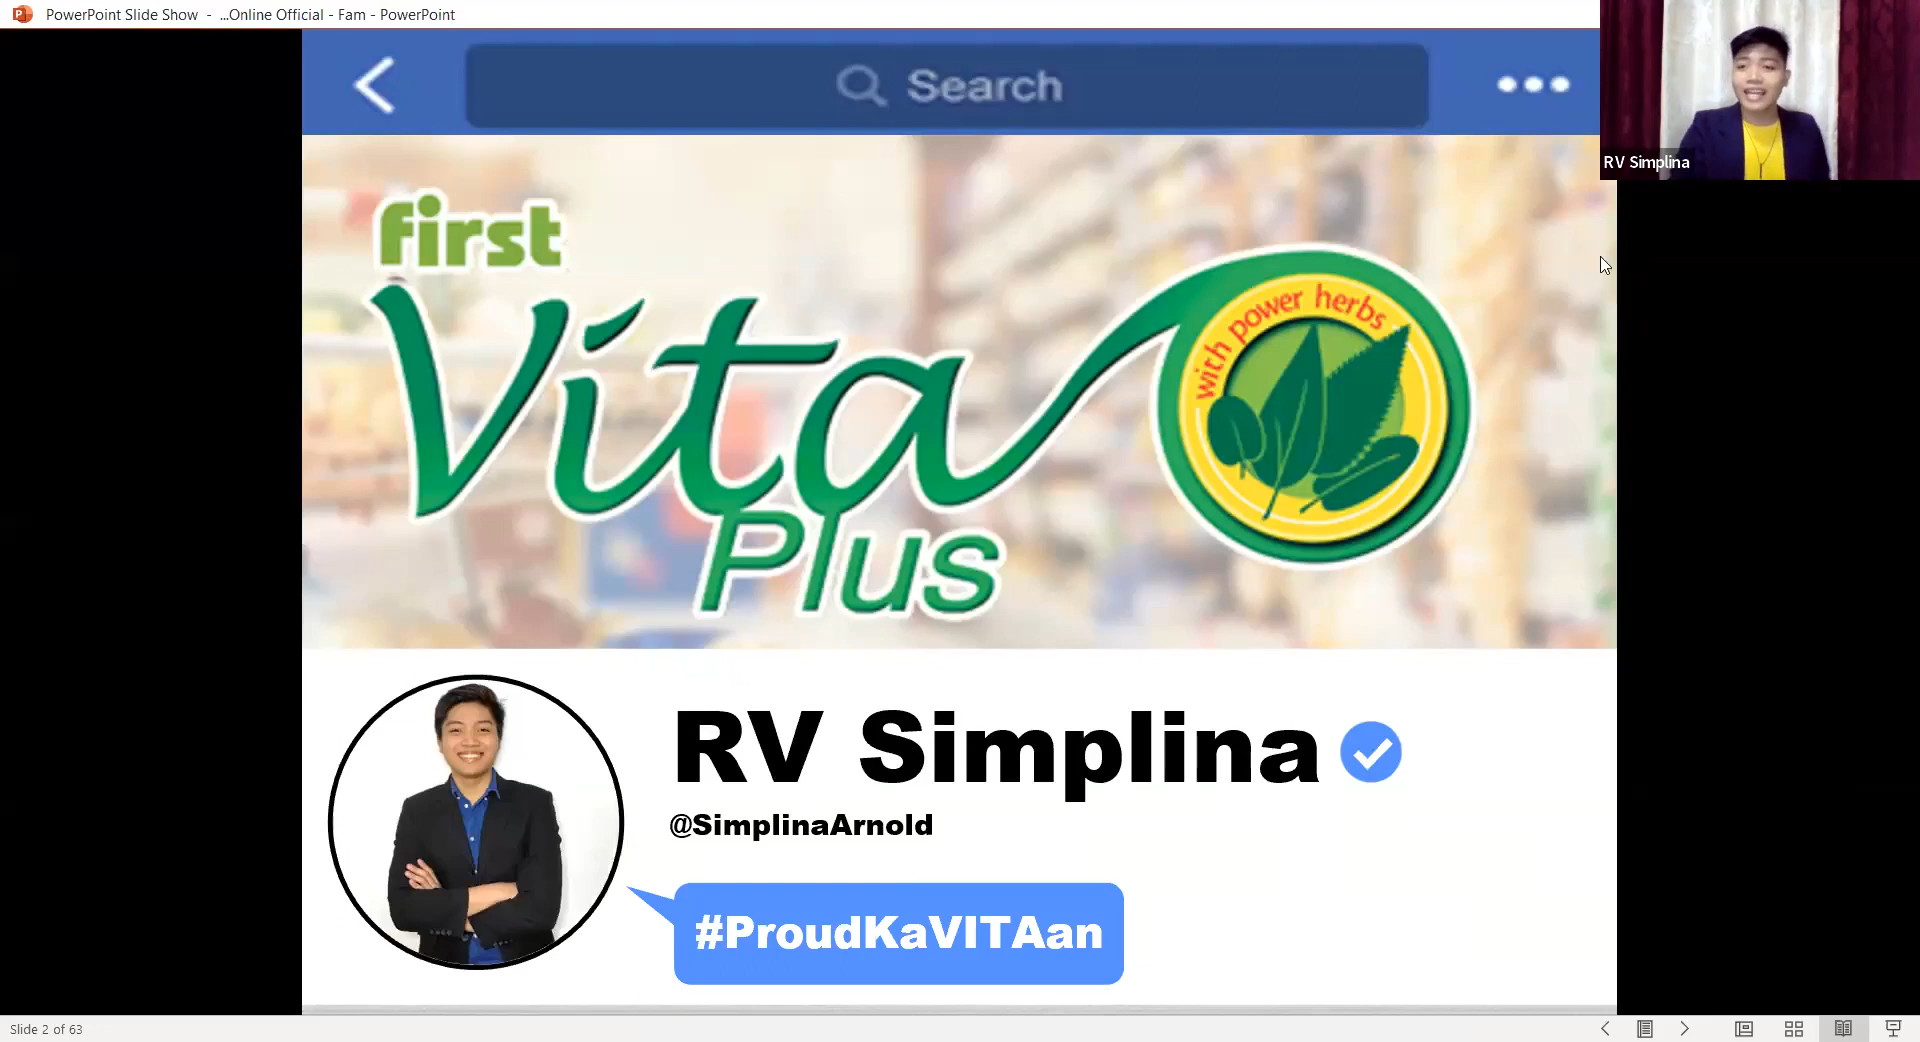 PowerPoint Slide Show - ...Online Official - Fam - PowerPoint
Search
RV Simplina
first
Vita
Plus
with power herbs
RV Simplina
@SimplinaArnold
#ProudKaVITAan
Slide 2 of 63